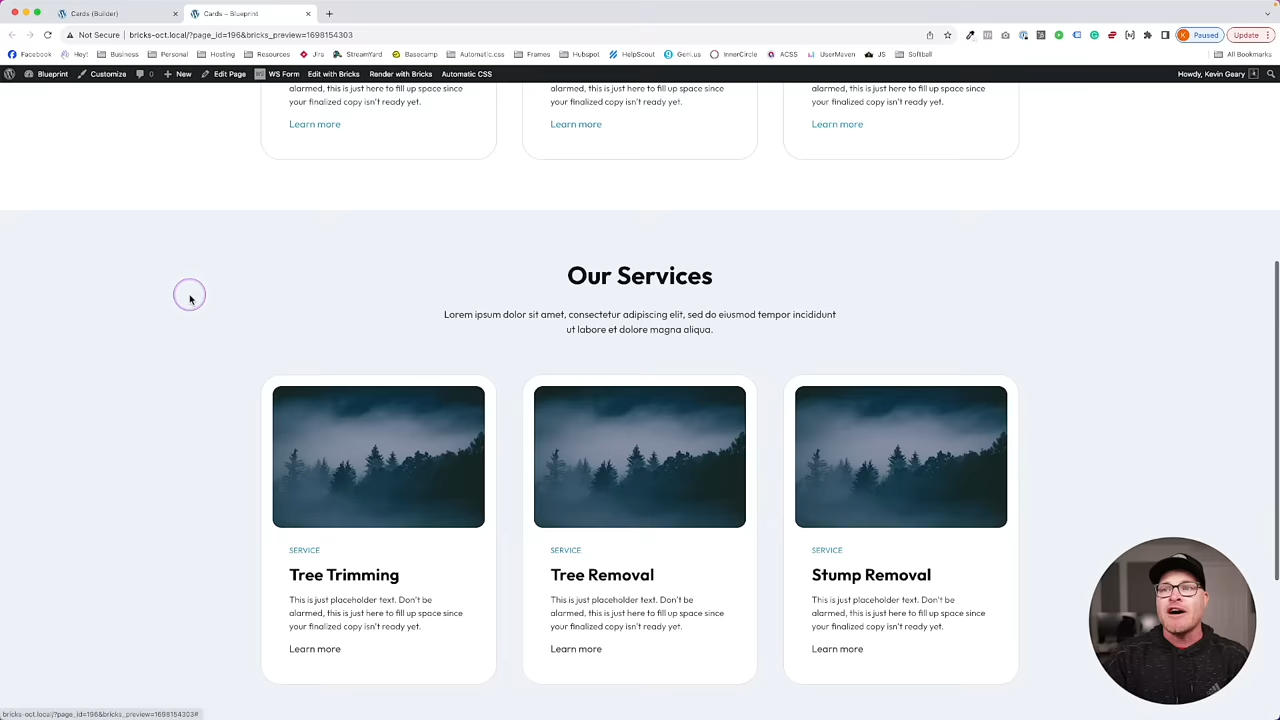 Cards (Builder)
Cards – Blueprint
Not Secure
bricks-oct.local/?page_id=196&bricks_preview=1698154303
Paused
Update
Facebook
Hey!
Business
Personal
Hosting
Resources
Jira
StreamYard
Basecamp
Automatic.css
Frames
Hubspot
HelpScout
Geni.us
InnerCircle
ACSS
UserMaven
JS
Softball
All Bookmarks
Blueprint
Customize
0
New
Edit Page
WS Form
Edit with Bricks
Render with Bricks
Automatic CSS
Howdy, Kevin Geary
alarmed, this is just here to fill up space since
your finalized copy isn't ready yet.
Learn more
alarmed, this is just here to fill up space since
your finalized copy isn't ready yet.
Learn more
alarmed, this is just here to fill up space since
your finalized copy isn't ready yet.
Learn more
Our Services
Lorem ipsum dolor sit amet, consectetur adipiscing elit, sed do eiusmod tempor incididunt
ut labore et dolore magna aliqua.
SERVICE
Tree Trimming
This is just placeholder text. Don't be
alarmed, this is just here to fill up space since
your finalized copy isn't ready yet.
Learn more
SERVICE
Tree Removal
This is just placeholder text. Don't be
alarmed, this is just here to fill up space since
your finalized copy isn't ready yet.
Learn more
SERVICE
Stump Removal
This is just placeholder text. Don't be
alarmed, this is just here to fill up space since
your finalized copy isn't ready yet.
Learn more
bricks-oct.local/?page_id=196&bricks_preview=1698154303#